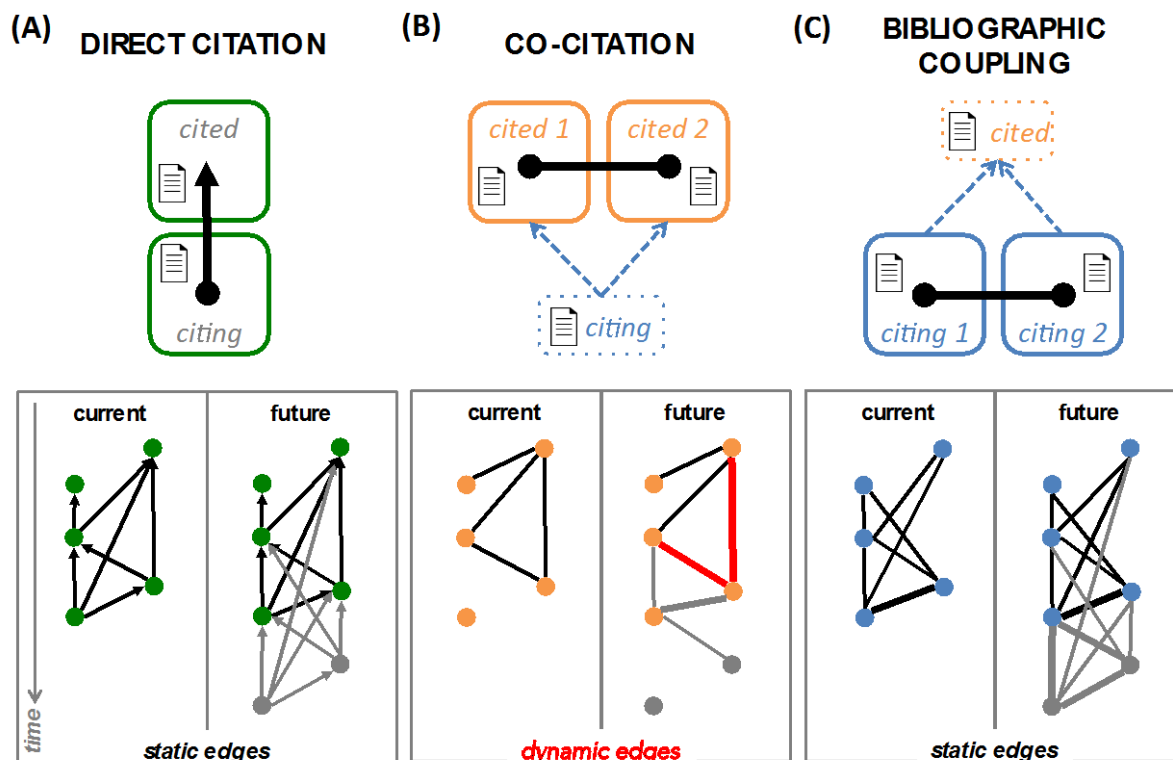 (A)
DIRECT CITATION
cited
citing
current
future
time
static edges
(B)
CO-CITATION
cited 1
cited 2
citing
current
future
dynamic edges
(C)
BIBLIOGRAPHIC
COUPLING
cited
citing 1
citing 2
current
future
static edges